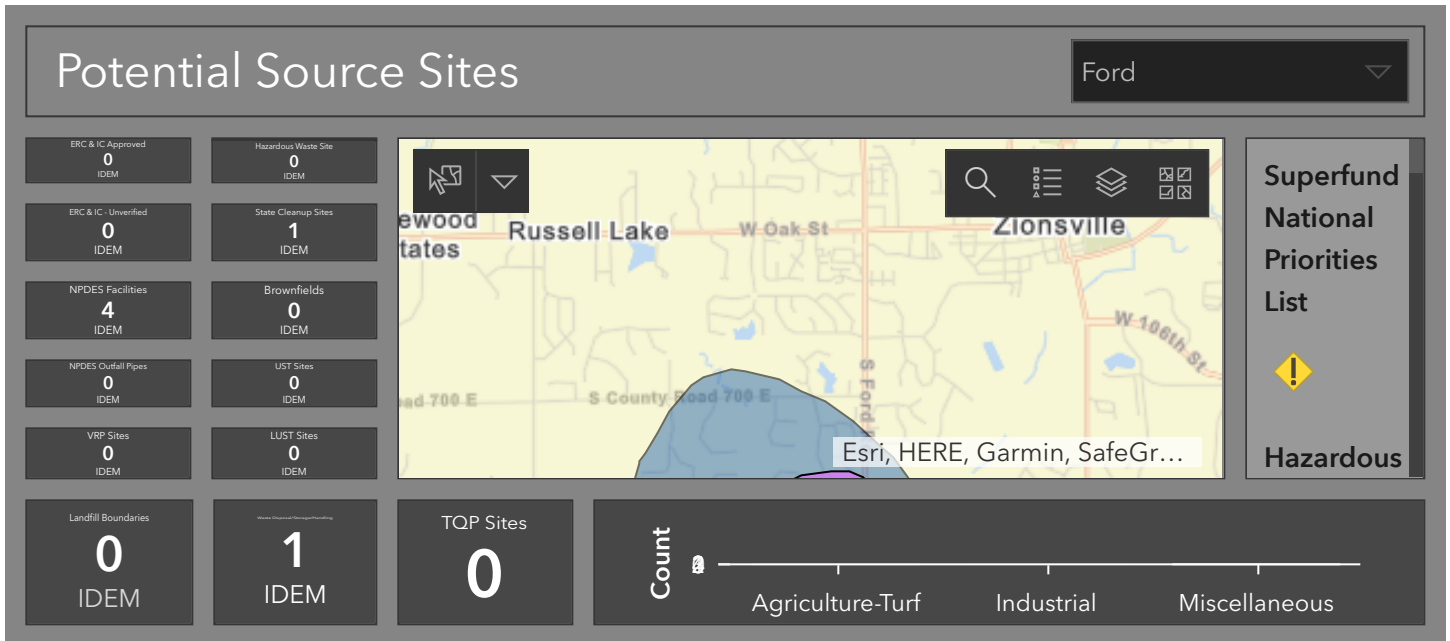 Potential Source Sites
Ford
ERC & IC Approved
0
IDEM
Hazardous Waste Site
0
IDEM
ERC & IC - Unverified
0
IDEM
State Cleanup Sites
1
IDEM
NPDES Facilities
4
IDEM
Brownfields
0
IDEM
NPDES Outfall Pipes
0
IDEM
UST Sites
0
IDEM
VRP Sites
0
IDEM
LUST Sites
0
IDEM
Landfill Boundaries
0
IDEM
Waste Disposal/Storage/Handling
1
IDEM
TQP Sites
0
ewood
tates
Russell Lake
W Oak St
Zionsville
W 106th St
S County Road 700 E
oad 700 E
S Ford
Esri, HERE, Garmin, SafeGr…
Superfund
National
Priorities
List
Hazardous
Count
Agriculture-Turf
Industrial
Miscellaneous